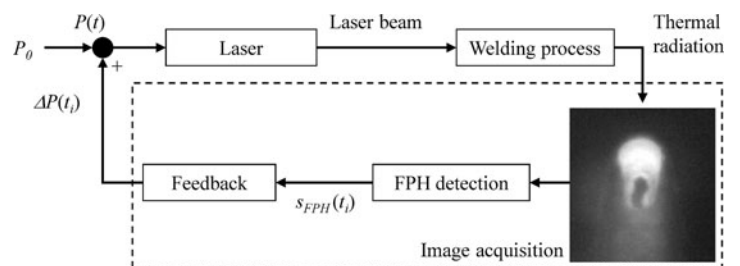 P(t)
Laser beam
Thermal
radiation
P0
+
Laser
Welding process
ΔP(ti)
Feedback
FPH detection
sFPH(ti)
Image acquisition